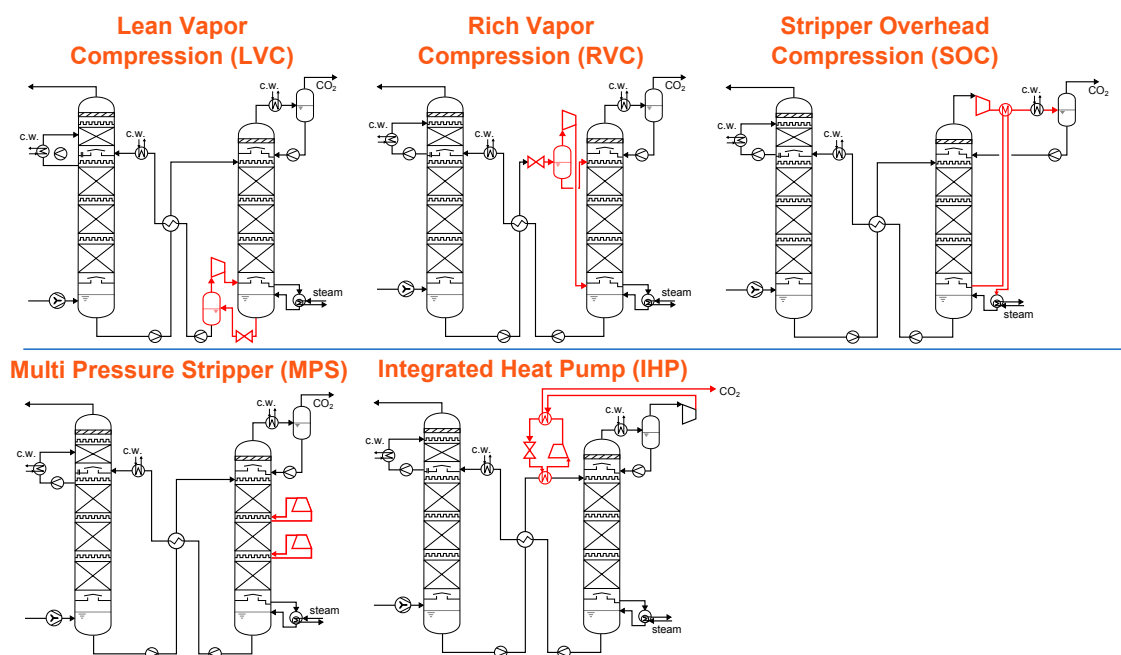 Lean Vapor
Compression (LVC)
CO2
c.w.
c.w.
c.w.
steam
Rich Vapor
Compression (RVC)
CO2
c.w.
c.w.
c.w.
steam
Stripper Overhead
Compression (SOC)
CO2
c.w.
c.w.
c.w.
steam
Multi Pressure Stripper (MPS)
CO2
c.w.
c.w.
c.w.
steam
Integrated Heat Pump (IHP)
CO2
c.w.
c.w.
c.w.
c.w.
steam